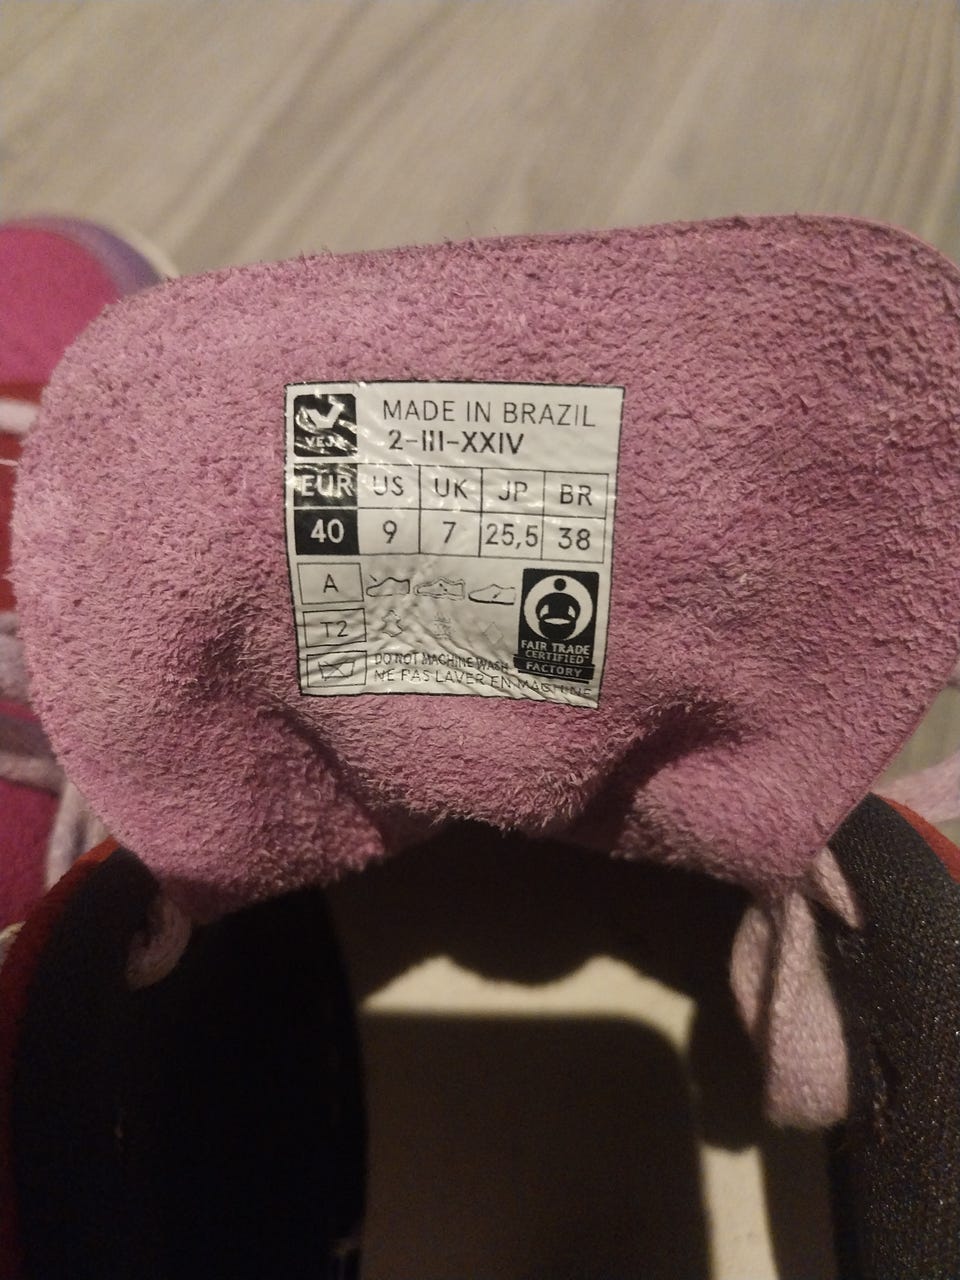 VEJA
MADE IN BRAZIL
2-III-XXIV
EUR US UK JP BR
40 9 7 25,5 38
A
T2
FAIR TRADE
CERTIFIED
FACTORY
DO NOT MACHINE WASH
NE PAS LAVER EN MACHINE